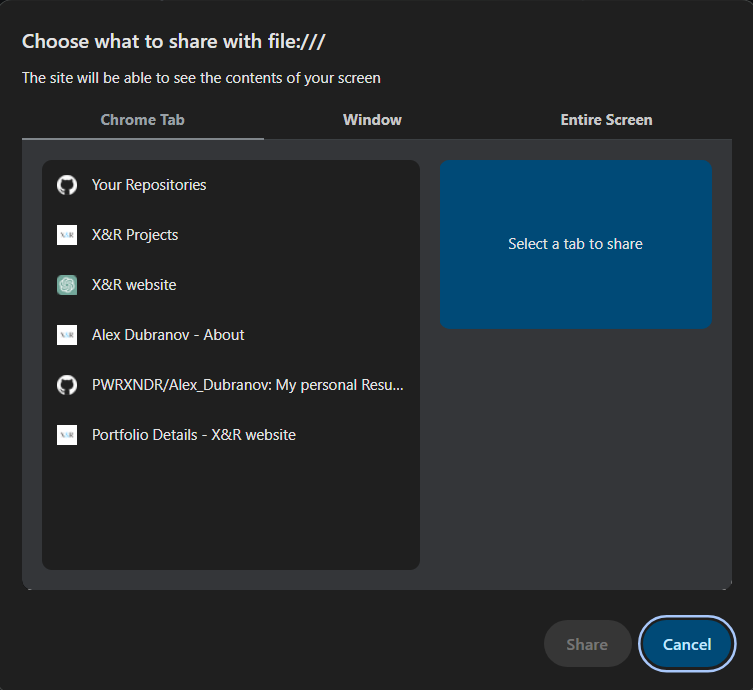 Choose what to share with file:///
The site will be able to see the contents of your screen
Chrome Tab
Window
Entire Screen
Your Repositories
X&R X&R Projects
X&R website
X&R Alex Dubranov - About
PWRXNDR/Alex_Dubranov: My personal Resu...
X&R Portfolio Details - X&R website
Select a tab to share
Share
Cancel